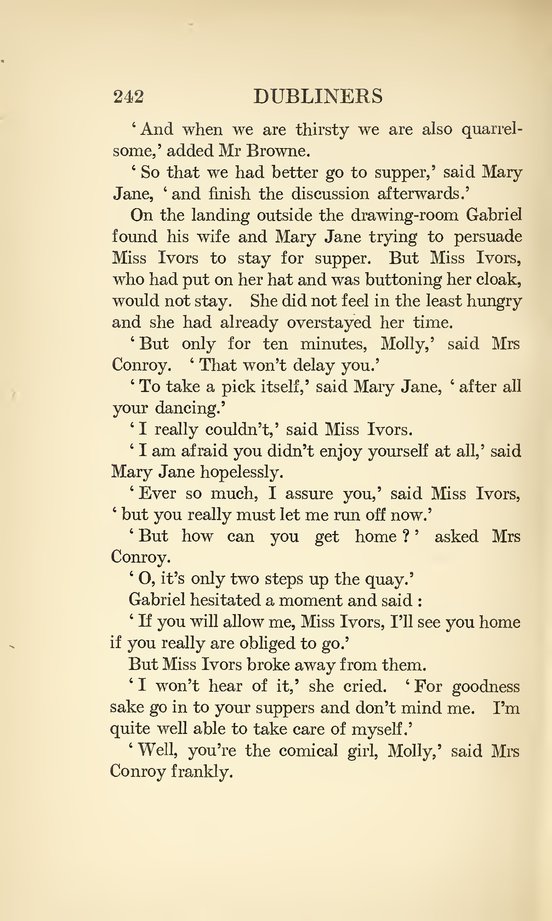 242 DUBLINERS
‘ And when we are thirsty we are also quarrel-
some,’ added Mr Browne.
‘ So that we had better go to supper,’ said Mary
Jane, ‘ and finish the discussion afterwards.’
On the landing outside the drawing-room Gabriel
found his wife and Mary Jane trying to persuade
Miss Ivors to stay for supper. But Miss Ivors,
who had put on her hat and was buttoning her cloak,
would not stay. She did not feel in the least hungry
and she had already overstayed her time.
‘ But only for ten minutes, Molly,’ said Mrs
Conroy. ‘ That won’t delay you.’
‘ To take a pick itself,’ said Mary Jane, ‘ after all
your dancing.’
‘ I really couldn’t,’ said Miss Ivors.
‘ I am afraid you didn’t enjoy yourself at all,’ said
Mary Jane hopelessly.
‘ Ever so much, I assure you,’ said Miss Ivors,
‘ but you really must let me run off now.’
‘ But how can you get home ? ’ asked Mrs
Conroy.
‘ O, it’s only two steps up the quay.’
Gabriel hesitated a moment and said :
‘ If you will allow me, Miss Ivors, I’ll see you home
if you really are obliged to go.’
But Miss Ivors broke away from them.
‘ I won’t hear of it,’ she cried. ‘ For goodness
sake go in to your suppers and don’t mind me. I’m
quite well able to take care of myself.’
‘ Well, you’re the comical girl, Molly,’ said Mrs
Conroy frankly.